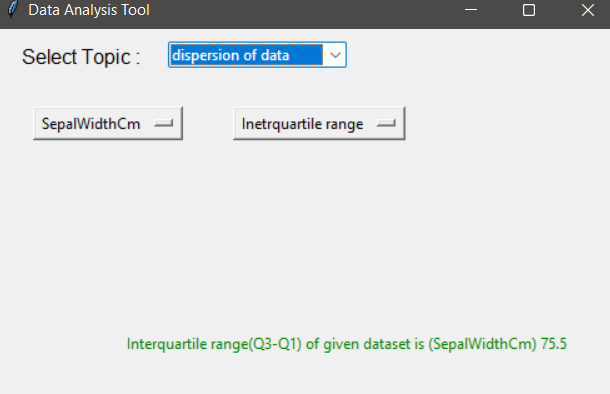 Data Analysis Tool
Select Topic : dispersion of data
SepalWidthCm Inetrquartile range
Interquartile range(Q3-Q1) of given dataset is (SepalWidthCm) 75.5